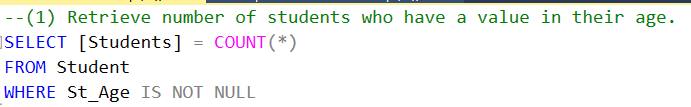 --(1) Retrieve number of students who have a value in their age.
SELECT [Students] = COUNT(*)
FROM Student
WHERE St_Age IS NOT NULL